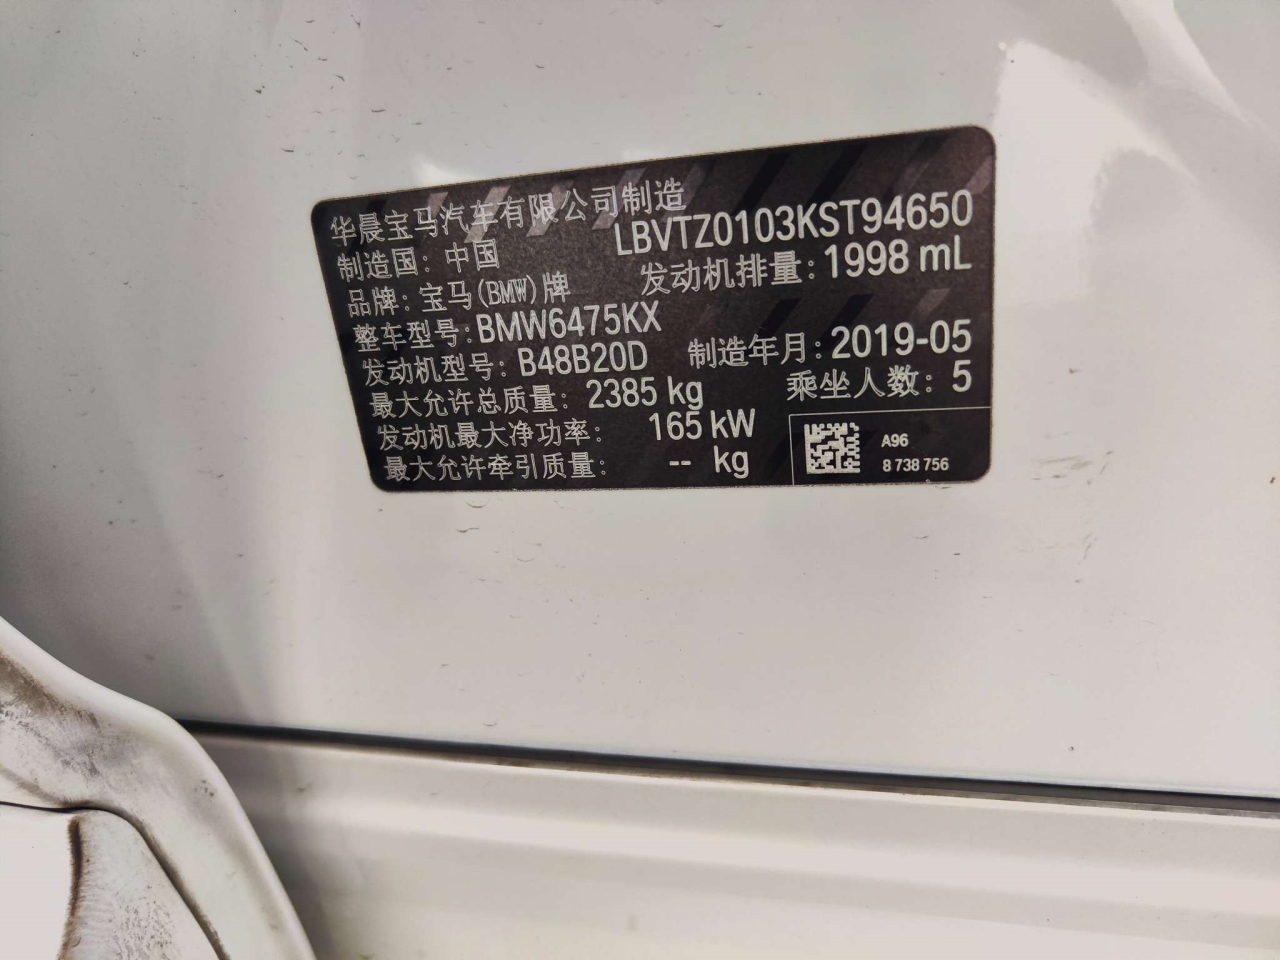 华晨宝马汽车有限公司制造
LBVTZ0103KST94650
制造国：中国
发动机排量：1998 mL
品牌：宝马(BMW)牌
整车型号：BMW6475KX
制造年月：2019-05
发动机型号：B48B20D
乘坐人数：5
最大允许总质量：2385 kg
发动机最大净功率：165 kW
最大允许牵引质量：-- kg
A96
8 738 756